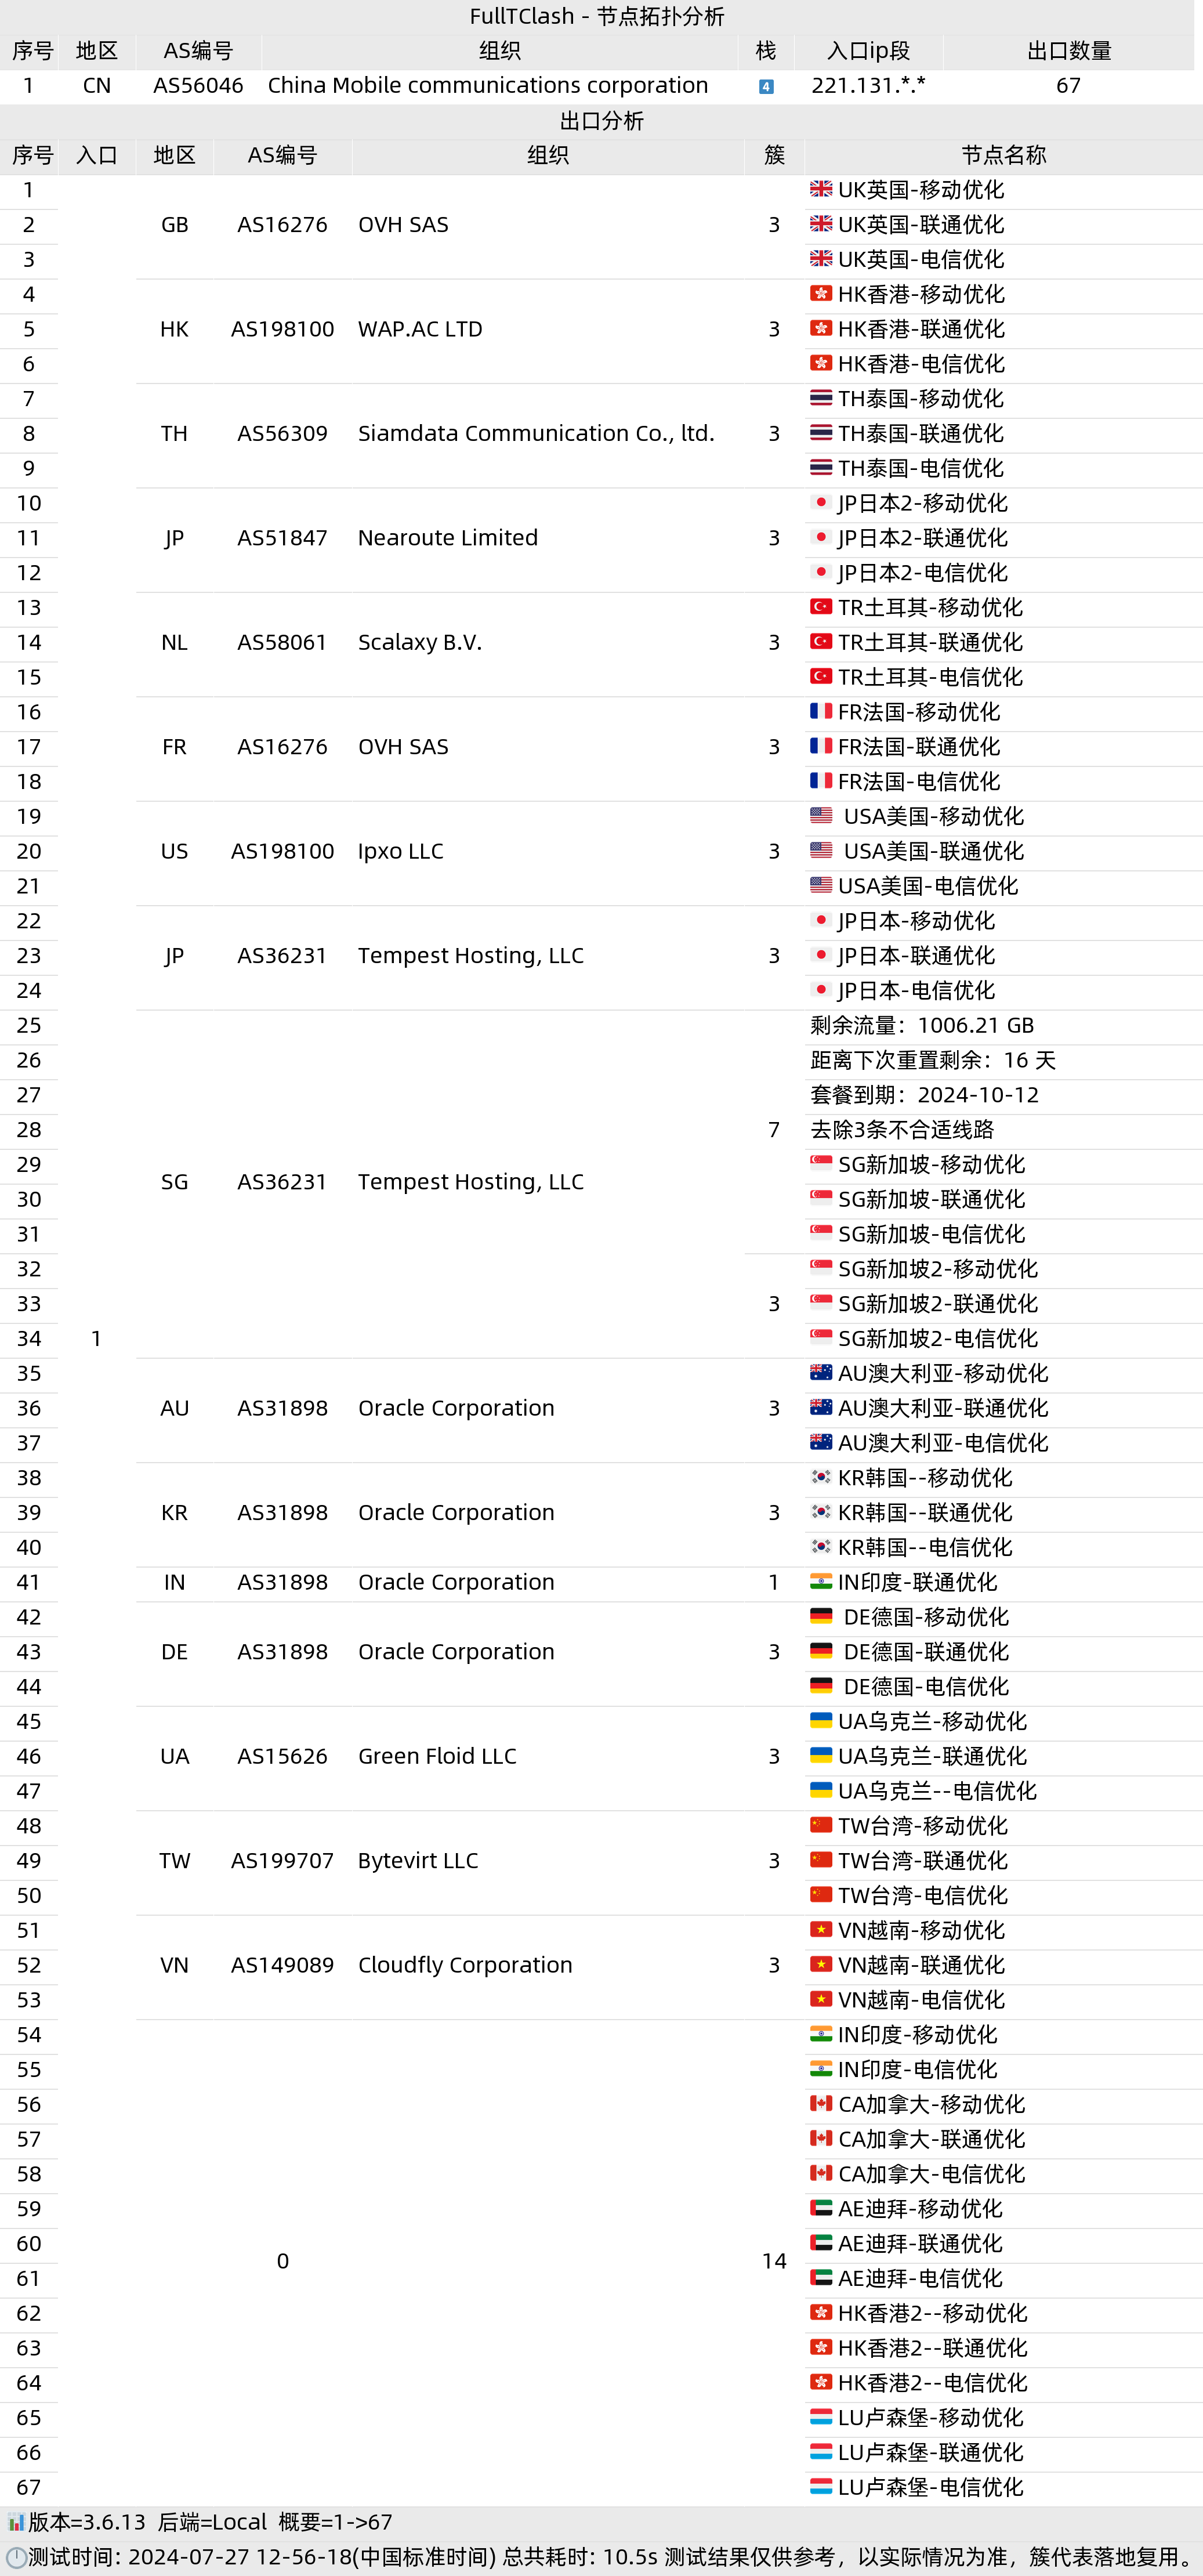 FullTClash - 节点拓扑分析
序号 地区 AS编号 组织 栈 入口ip段 出口数量
1 CN AS56046 China Mobile communications corporation 4 221.131.*.* 67
出口分析
序号 入口 地区 AS编号 组织 簇 节点名称
1 UK英国-移动优化
2 GB AS16276 OVH SAS 3 UK英国-联通优化
3 UK英国-电信优化
4 HK香港-移动优化
5 HK AS198100 WAP.AC LTD 3 HK香港-联通优化
6 HK香港-电信优化
7 TH泰国-移动优化
8 TH AS56309 Siamdata Communication Co., ltd. 3 TH泰国-联通优化
9 TH泰国-电信优化
10 JP日本2-移动优化
11 JP AS51847 Nearoute Limited 3 JP日本2-联通优化
12 JP日本2-电信优化
13 TR土耳其-移动优化
14 NL AS58061 Scalaxy B.V. 3 TR土耳其-联通优化
15 TR土耳其-电信优化
16 FR法国-移动优化
17 FR AS16276 OVH SAS 3 FR法国-联通优化
18 FR法国-电信优化
19 USA美国-移动优化
20 US AS198100 Ipxo LLC 3 USA美国-联通优化
21 USA美国-电信优化
22 JP日本-移动优化
23 JP AS36231 Tempest Hosting, LLC 3 JP日本-联通优化
24 JP日本-电信优化
25 剩余流量：1006.21 GB
26 距离下次重置剩余：16 天
27 套餐到期：2024-10-12
28 7 去除3条不合适线路
29 SG新加坡-移动优化
SG AS36231 Tempest Hosting, LLC
30 SG新加坡-联通优化
31 SG新加坡-电信优化
32 SG新加坡2-移动优化
33 3 SG新加坡2-联通优化
34 1 SG新加坡2-电信优化
35 AU澳大利亚-移动优化
36 AU AS31898 Oracle Corporation 3 AU澳大利亚-联通优化
37 AU澳大利亚-电信优化
38 KR韩国--移动优化
39 KR AS31898 Oracle Corporation 3 KR韩国--联通优化
40 KR韩国--电信优化
41 IN AS31898 Oracle Corporation 1 IN印度-联通优化
42 DE德国-移动优化
43 DE AS31898 Oracle Corporation 3 DE德国-联通优化
44 DE德国-电信优化
45 UA乌克兰-移动优化
46 UA AS15626 Green Floid LLC 3 UA乌克兰-联通优化
47 UA乌克兰--电信优化
48 TW台湾-移动优化
49 TW AS199707 Bytevirt LLC 3 TW台湾-联通优化
50 TW台湾-电信优化
51 VN越南-移动优化
52 VN AS149089 Cloudfly Corporation 3 VN越南-联通优化
53 VN越南-电信优化
54 IN印度-移动优化
55 IN印度-电信优化
56 CA加拿大-移动优化
57 CA加拿大-联通优化
58 CA加拿大-电信优化
59 AE迪拜-移动优化
60 AE迪拜-联通优化
0 14
61 AE迪拜-电信优化
62 HK香港2--移动优化
63 HK香港2--联通优化
64 HK香港2--电信优化
65 LU卢森堡-移动优化
66 LU卢森堡-联通优化
67 LU卢森堡-电信优化
版本=3.6.13 后端=Local 概要=1->67
测试时间: 2024-07-27 12-56-18(中国标准时间) 总共耗时: 10.5s 测试结果仅供参考，以实际情况为准，簇代表落地复用。